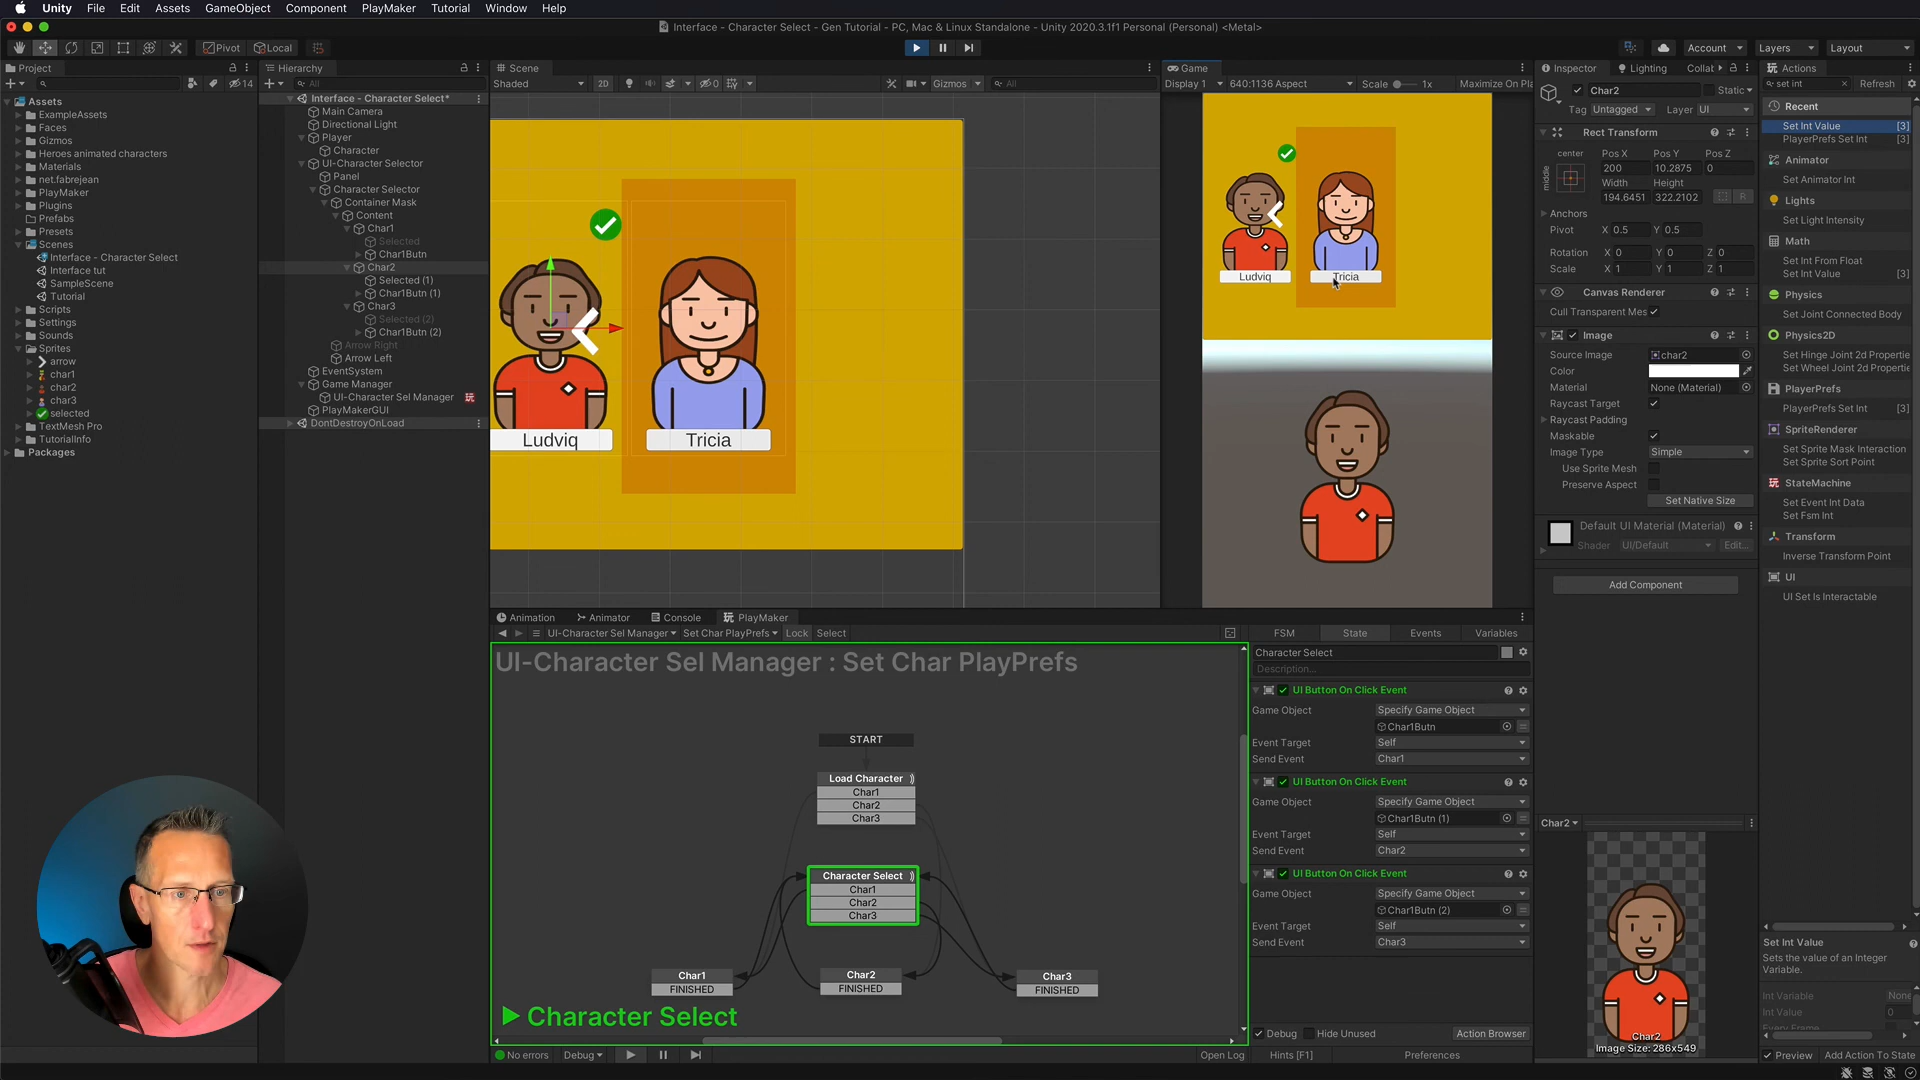 Unity File Edit Assets GameObject Component PlayMaker Tutorial Window Help
Interface - Character Select - Gen Tutorial - PC, Mac & Linux Standalone - Unity 2020.3.1f1 Personal (Personal) <Metal>
Pivot Local Account Layers Layout
Project
14
Assets
ExampleAssets
Faces
Gizmos
Heroes animated characters
Materials
net.fabrejean
PlayMaker
Plugins
Prefabs
Presets
Scenes
Interface - Character Select
Interface tut
SampleScene
Tutorial
Scripts
Settings
Sounds
Sprites
arrow
char1
char2
char3
selected
TextMesh Pro
TutorialInfo
Packages
Hierarchy
All
Interface - Character Select*
Main Camera
Directional Light
Player
Character
UI-Character Selector
Panel
Character Selector
Container Mask
Content
Char1
Selected
Char1Butn
Char2
Selected (1)
Char1Butn (1)
Char3
Selected (2)
Char1Butn (2)
Arrow Right
Arrow Left
EventSystem
Game Manager
UI-Character Sel Manager
PlayMakerGUI
DontDestroyOnLoad
Scene
Shaded 2D 0 Gizmos All
Ludviq Tricia
Game
Display 1 640:1136 Aspect Scale 1x Maximize On Pla
Ludviq Tricia
Animation Animator Console PlayMaker
UI-Character Sel Manager Set Char PlayPrefs Lock Select
UI-Character Sel Manager : Set Char PlayPrefs
START
Load Character
Char1
Char2
Char3
Character Select
Char1
Char2
Char3
Char1 Char2 Char3
FINISHED FINISHED FINISHED
Character Select
No errors Debug Open Log
FSM State Events Variables
Character Select
Description...
UI Button On Click Event
Game Object Specify Game Object
Char1Butn
Event Target Self
Send Event Char1
UI Button On Click Event
Game Object Specify Game Object
Char1Butn (1)
Event Target Self
Send Event Char2
UI Button On Click Event
Game Object Specify Game Object
Char1Butn (2)
Event Target Self
Send Event Char3
Debug Hide Unused Action Browser
Hints [F1] Preferences
Inspector Lighting Collab
Char2 Static
Tag Untagged Layer UI
Rect Transform
center Pos X Pos Y Pos Z
middle
200 10.2875 0
Width Height
194.6451 322.2102 R
Anchors
Pivot X 0.5 Y 0.5
Rotation X 0 Y 0 Z 0
Scale X 1 Y 1 Z 1
Canvas Renderer
Cull Transparent Mes
Image
Source Image char2
Color
Material None (Material)
Raycast Target
Raycast Padding
Maskable
Image Type Simple
Use Sprite Mesh
Preserve Aspect
Set Native Size
Default UI Material (Material)
Shader UI/Default Edit...
Add Component
Char2
Char2
Image Size: 286x549
Actions
set int Refresh
Recent
Set Int Value [3]
PlayerPrefs Set Int [3]
Animator
Set Animator Int
Lights
Set Light Intensity
Math
Set Int From Float
Set Int Value [3]
Physics
Set Joint Connected Body
Physics2D
Set Hinge Joint 2d Propertie
Set Wheel Joint 2d Propertie
PlayerPrefs
PlayerPrefs Set Int [3]
SpriteRenderer
Set Sprite Mask Interaction
Set Sprite Sort Point
StateMachine
Set Event Int Data
Set Fsm Int
Transform
Inverse Transform Point
UI
UI Set Is Interactable
Set Int Value
Sets the value of an Integer
Variable.
Int Variable None
Int Value 0
Every Frame
Preview Add Action To State